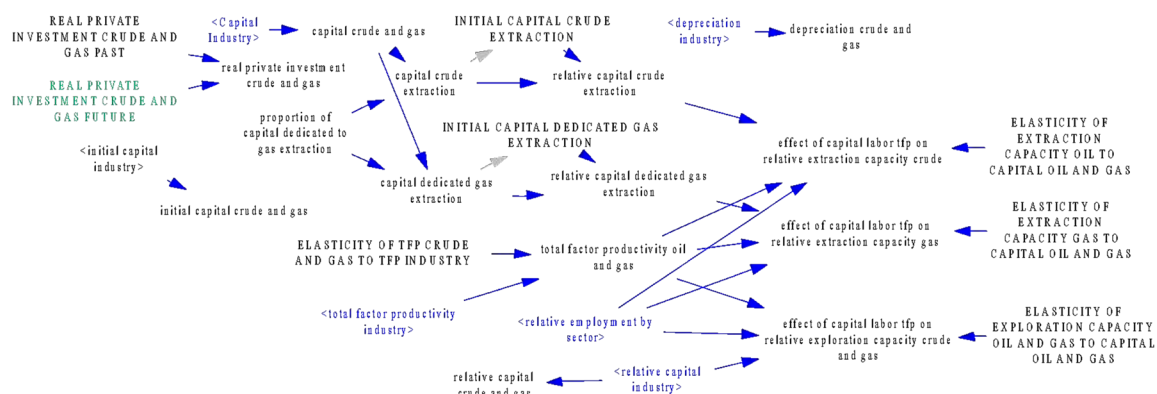 REAL PRIVATE
INVESTMENT CRUDE AND
GAS PAST
<Capital
Industry>
capital crude and gas
INITIAL CAPITAL CRUDE
EXTRACTION
<depreciation
industry>
depreciation crude and
gas
real private investment
crude and gas
capital crude
extraction
relative capital crude
extraction
REAL PRIVATE
INVESTMENT CRUDE AND
GAS FUTURE
proportion of
capital dedicated to
gas extraction
INITIAL CAPITAL DEDICATED GAS
EXTRACTION
<initial capital
industry>
effect of capital labor tfp on
relative extraction capacity crude
ELASTICITY OF
EXTRACTION
CAPACITY OIL TO
CAPITAL OIL AND GAS
capital dedicated gas
extraction
relative capital dedicated gas
extraction
initial capital crude and gas
effect of capital labor tfp on
relative extraction capacity gas
ELASTICITY OF
EXTRACTION
CAPACITY GAS TO
CAPITAL OIL AND GAS
ELASTICITY OF TFP CRUDE
AND GAS TO TFP INDUSTRY
total factor productivity oil
and gas
<total factor productivity
industry>
<relative employment by
sector>
effect of capital labor tfp on
relative exploration capacity crude
and gas
ELASTICITY OF
EXPLORATION CAPACITY
OIL AND GAS TO CAPITAL
OIL AND GAS
relative capital
crude and gas
<relative capital
industry>